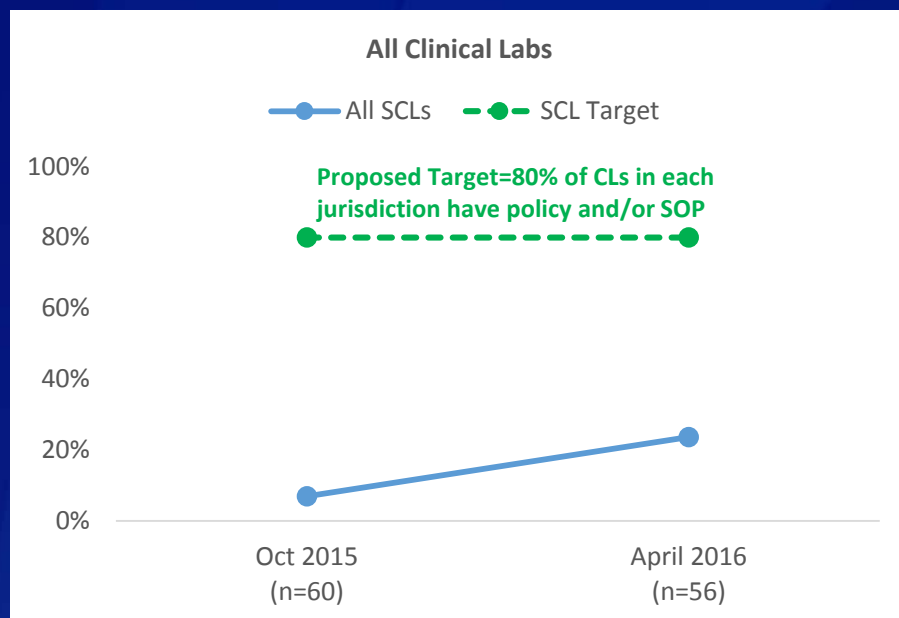 All Clinical Labs
All SCLs
SCL Target
100%
Proposed Target=80% of CLs in each
jurisdiction have policy and/or SOP
80%
60%
40%
20%
0%
Oct 2015
(n=60)
April 2016
(n=56)